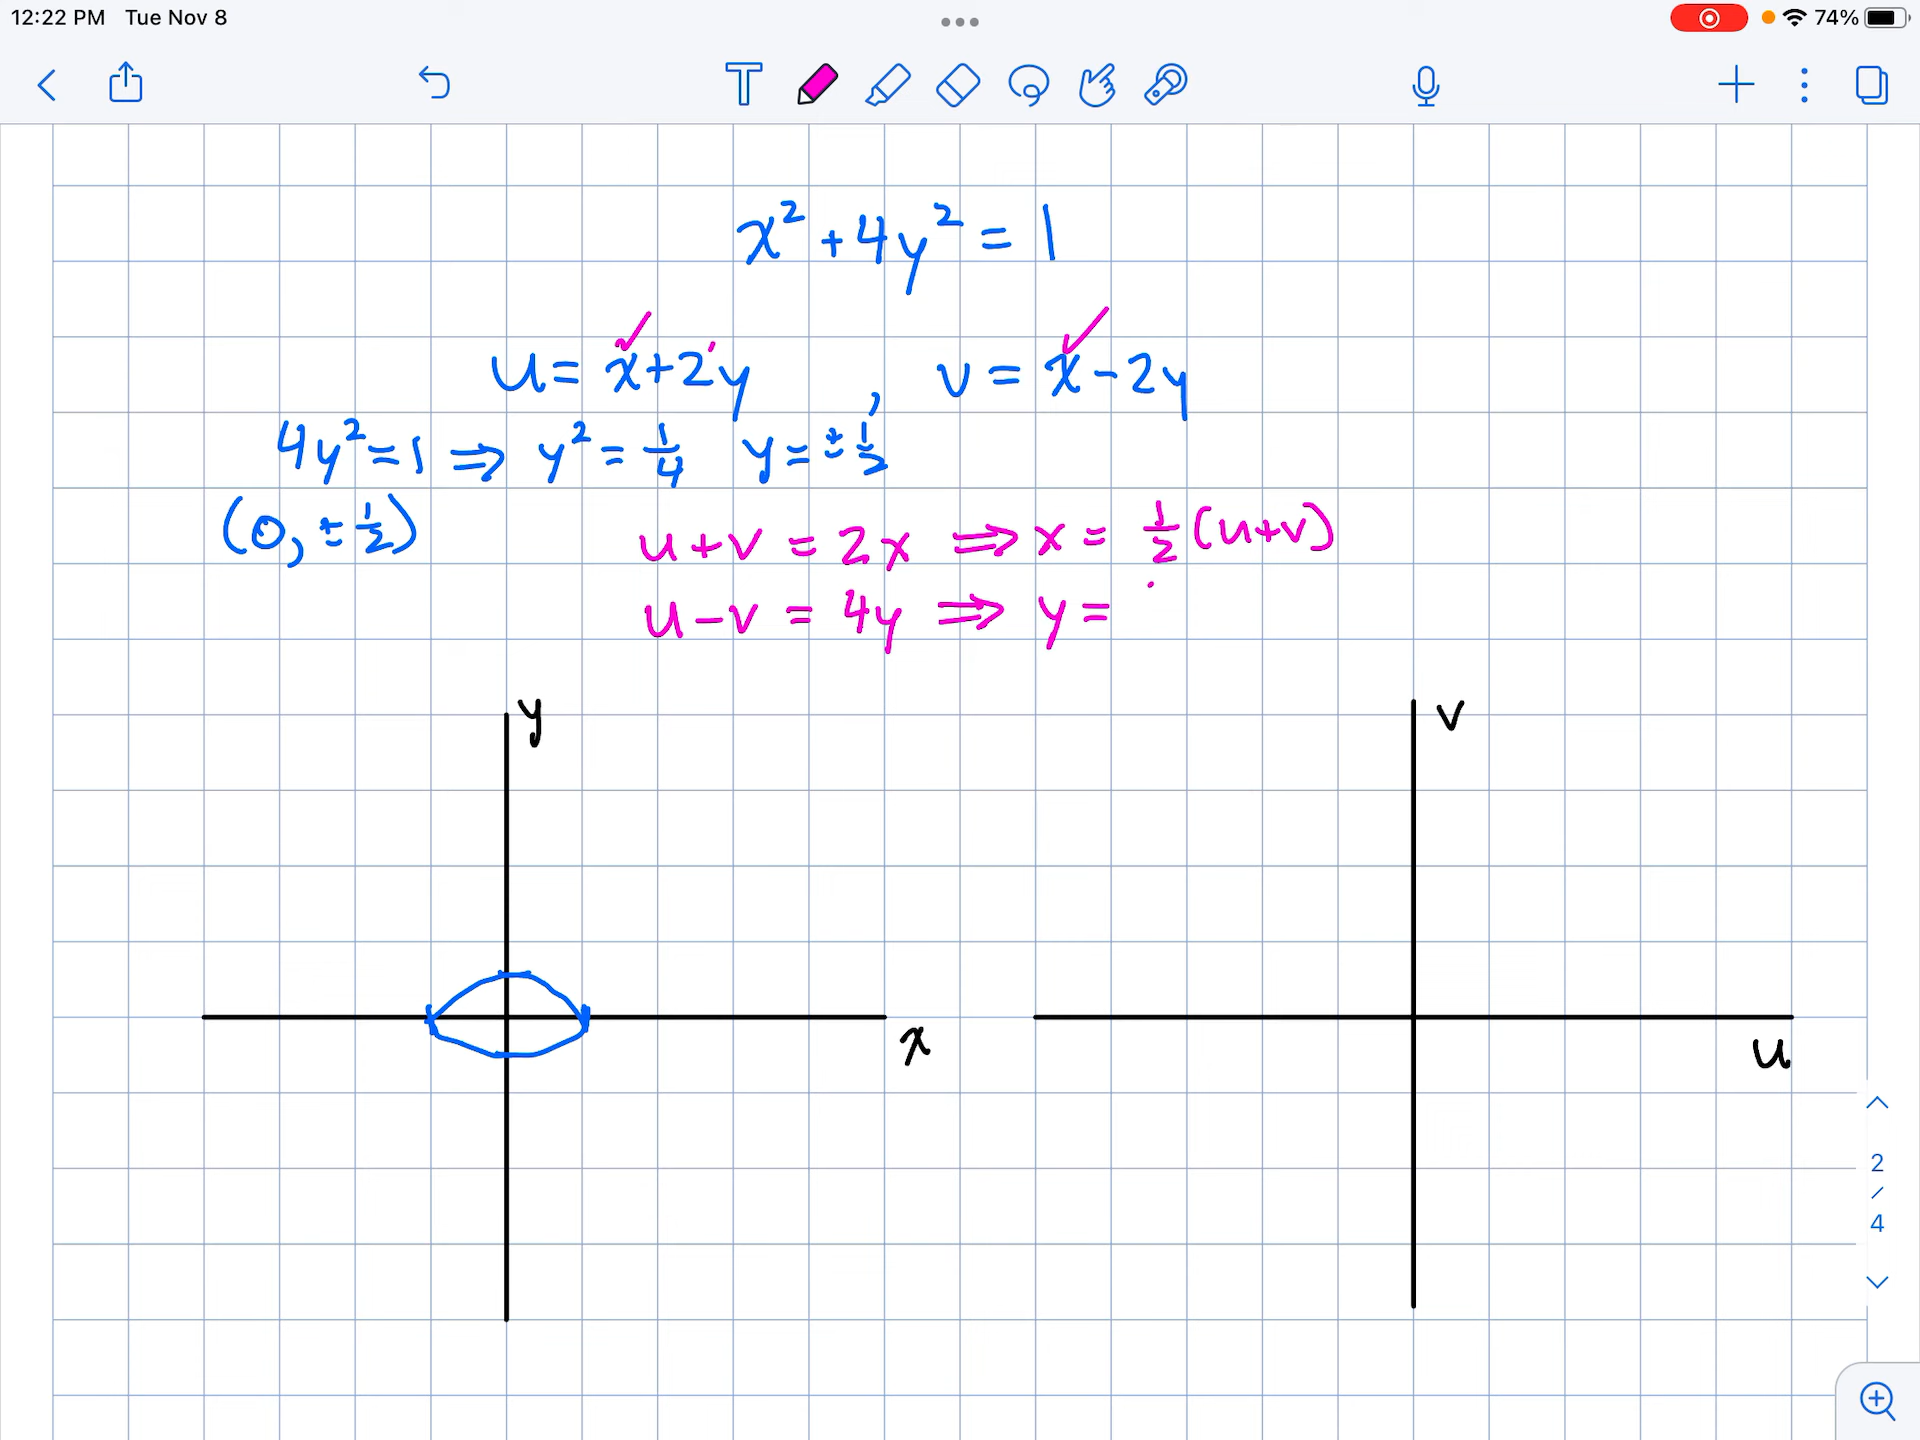 12:22 PM Tue Nov 8 74%
T
x² + 4y² = 1
u = x + 2y , v = x - 2y
4y² = 1 ⇒ y² = 1/4 y = ± 1/2
(0, ± 1/2)
u + v = 2x ⇒ x = 1/2 (u+v)
u - v = 4y ⇒ y =
y v
x u
2
/
4